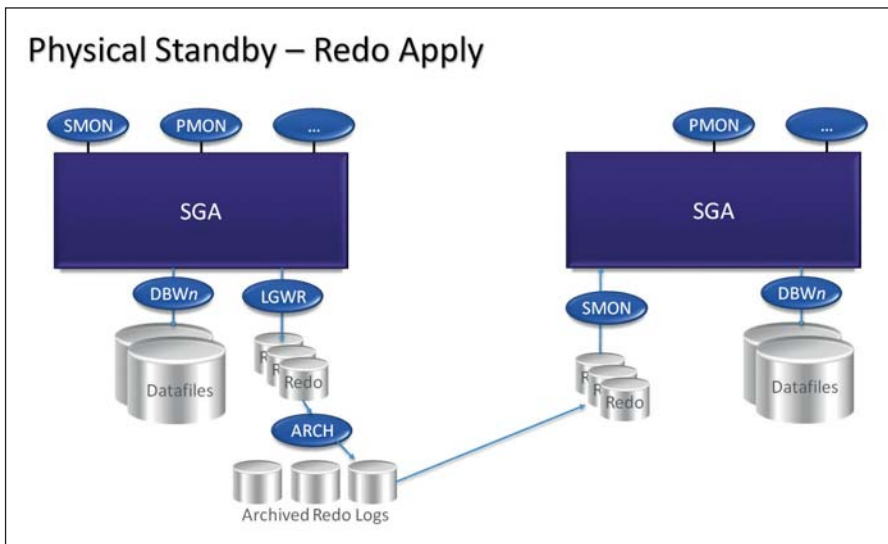 Physical Standby – Redo Apply
SMON
PMON
...
SGA
DBWn
LGWR
Datafiles
R
R
Redo
ARCH
Archived Redo Logs
PMON
...
SGA
SMON
DBWn
R
R
Redo
Datafiles